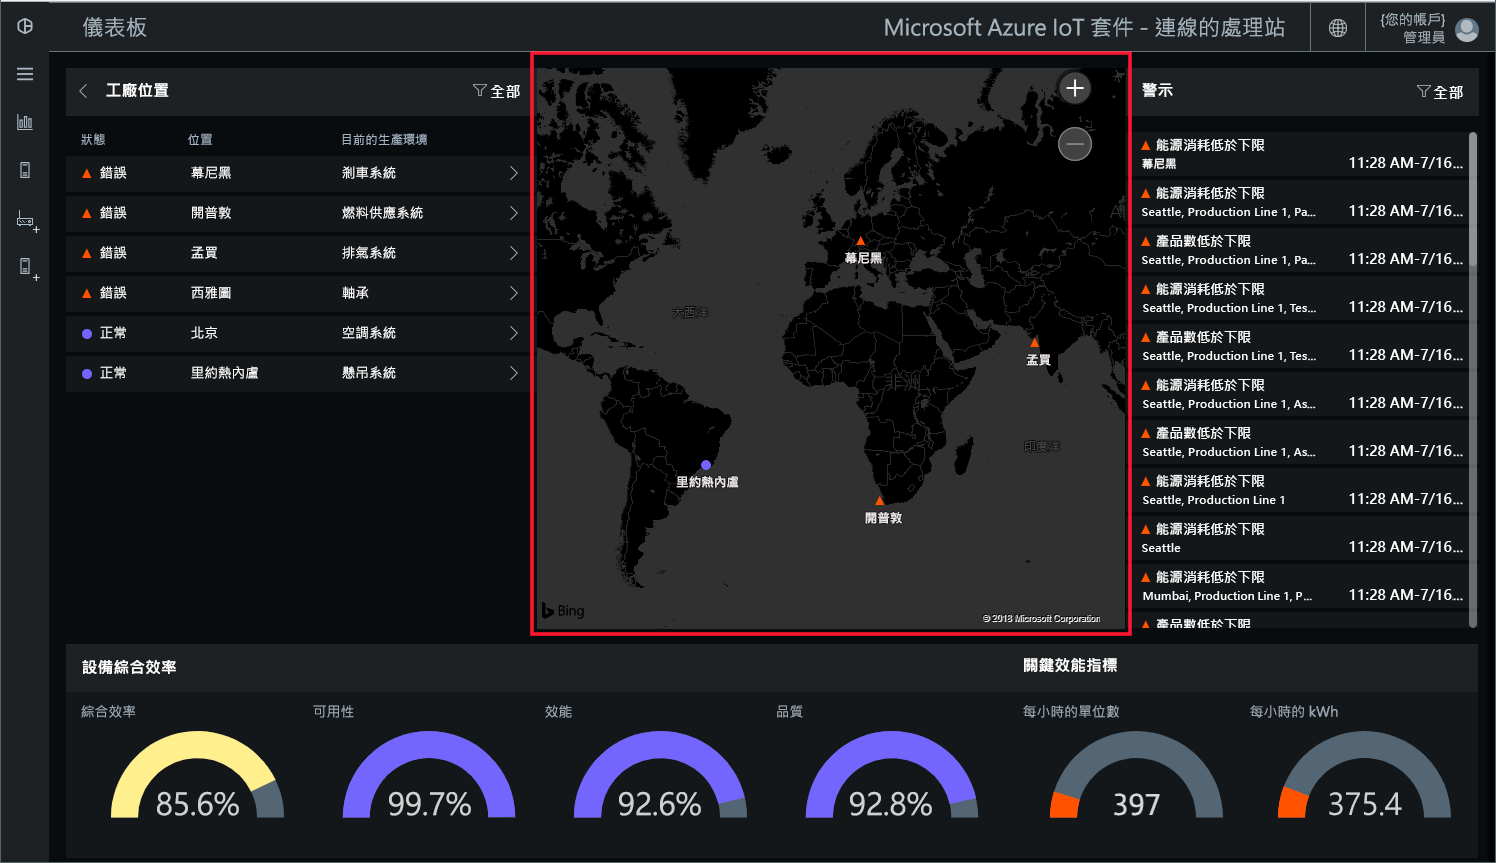 儀表板
Microsoft Azure IoT 套件 - 連線的處理站
{您的帳戶}
管理員
工廠位置
全部
狀態 位置 目前的生產環境
錯誤 幕尼黑 剎車系統
錯誤 開普敦 燃料供應系統
錯誤 孟買 排氣系統
錯誤 西雅圖 軸承
正常 北京 空調系統
正常 里約熱內盧 懸吊系統
大西洋
幕尼黑
孟買
非洲
印度洋
里約熱內盧
開普敦
Bing
© 2018 Microsoft Corporation
警示
全部
能源消耗低於下限
幕尼黑 11:28 AM-7/16...
能源消耗低於下限
Seattle, Production Line 1, Pa... 11:28 AM-7/16...
產品數低於下限
Seattle, Production Line 1, Pa... 11:28 AM-7/16...
能源消耗低於下限
Seattle, Production Line 1, Tes... 11:28 AM-7/16...
產品數低於下限
Seattle, Production Line 1, Tes... 11:28 AM-7/16...
能源消耗低於下限
Seattle, Production Line 1, As... 11:28 AM-7/16...
產品數低於下限
Seattle, Production Line 1, As... 11:28 AM-7/16...
能源消耗低於下限
Seattle, Production Line 1 11:28 AM-7/16...
能源消耗低於下限
Seattle 11:28 AM-7/16...
能源消耗低於下限
Mumbai, Production Line 1, P... 11:28 AM-7/16...
產品數低於下限
設備綜合效率
關鍵效能指標
綜合效率 可用性 效能 品質 每小時的單位數 每小時的 kWh
85.6% 99.7% 92.6% 92.8% 397 375.4